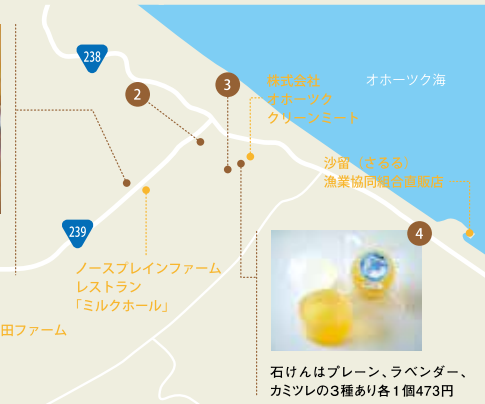 238
2
3
株式会社
オホーツク
クリーンミート
オホーツク海
沙留(さるる)
漁業協同組合直販店
239
4
ノースプレインファーム
レストラン
「ミルクホール」
田ファーム
石けんはプレーン、ラベンダー、
カミツレの3種あり各1個473円